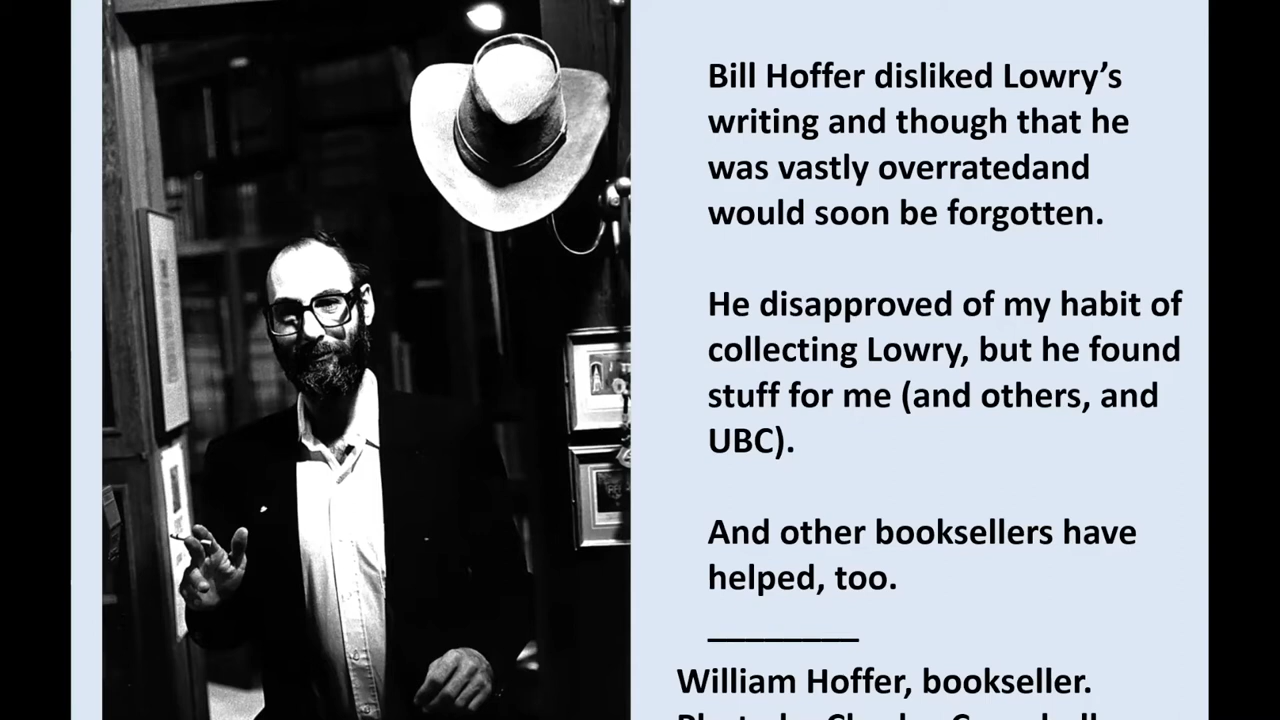 Bill Hoffer disliked Lowry’s
writing and though that he
was vastly overratedand
would soon be forgotten.
He disapproved of my habit of
collecting Lowry, but he found
stuff for me (and others, and
UBC).
And other booksellers have
helped, too.
________
William Hoffer, bookseller.